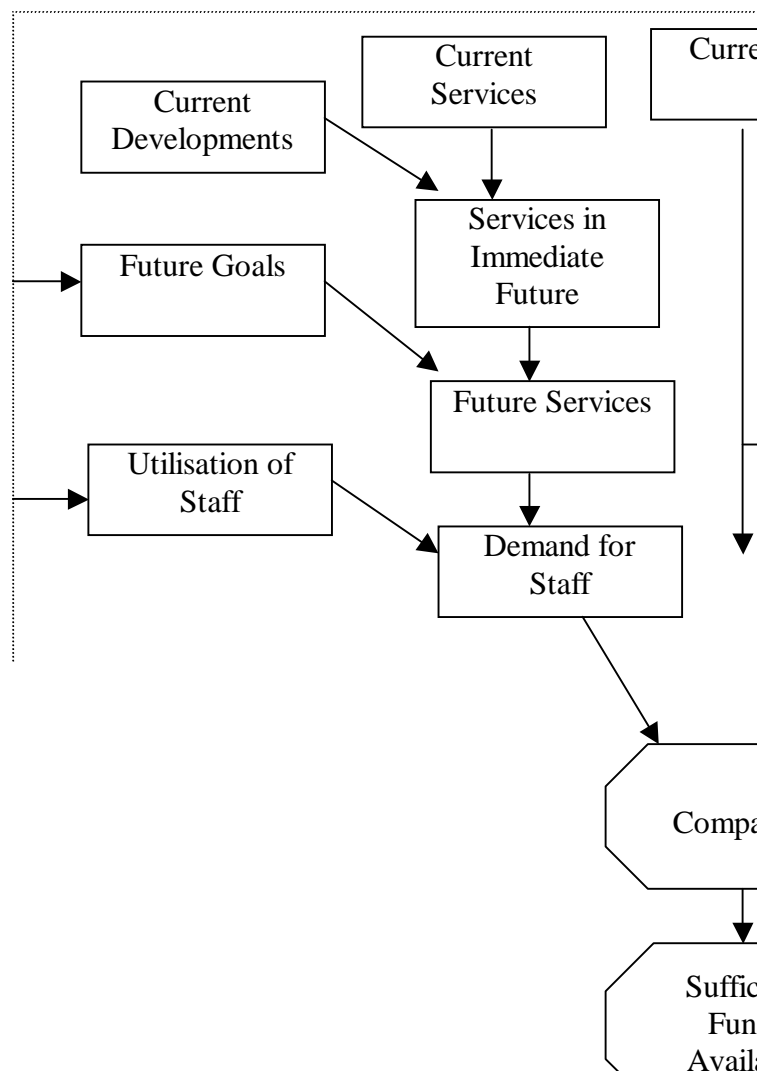 Current
Services
Current
Developments
Services in
Immediate
Future
Future Goals
Future Services
Utilisation of
Staff
Demand for
Staff